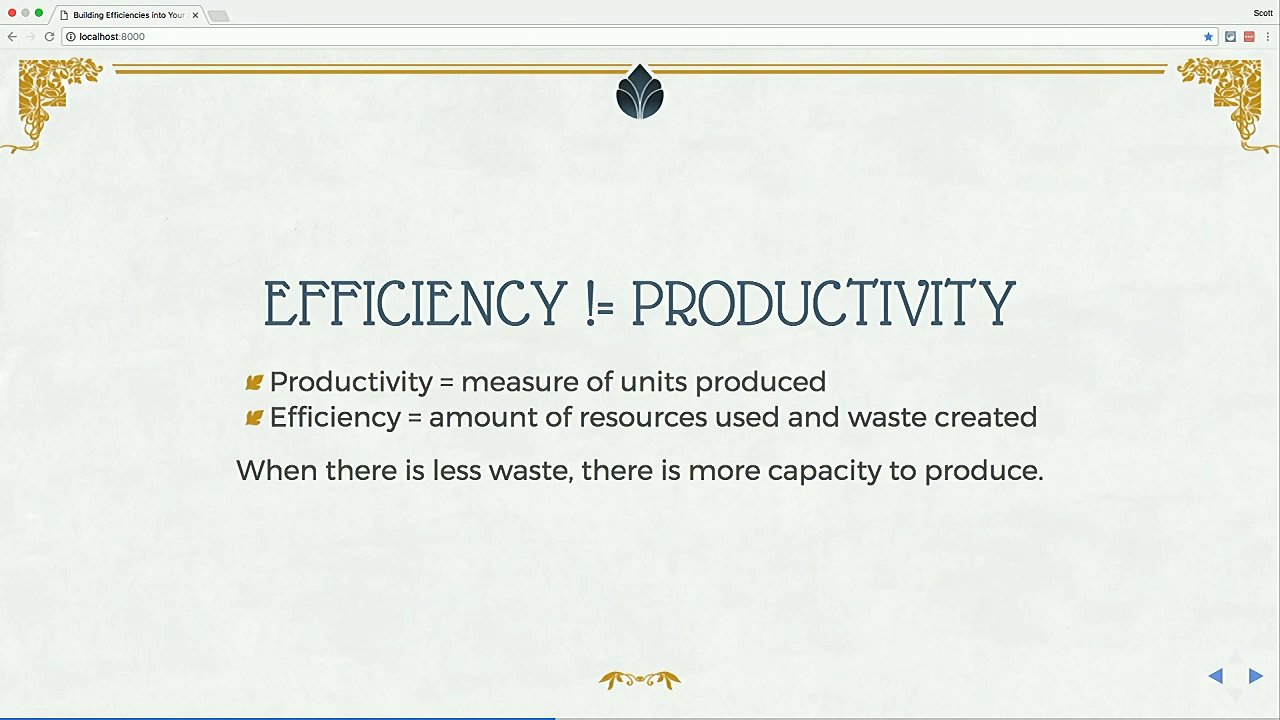 Building Efficiencies into Your
Scott
localhost:8000
EFFICIENCY != PRODUCTIVITY
Productivity = measure of units produced
Efficiency = amount of resources used and waste created
When there is less waste, there is more capacity to produce.